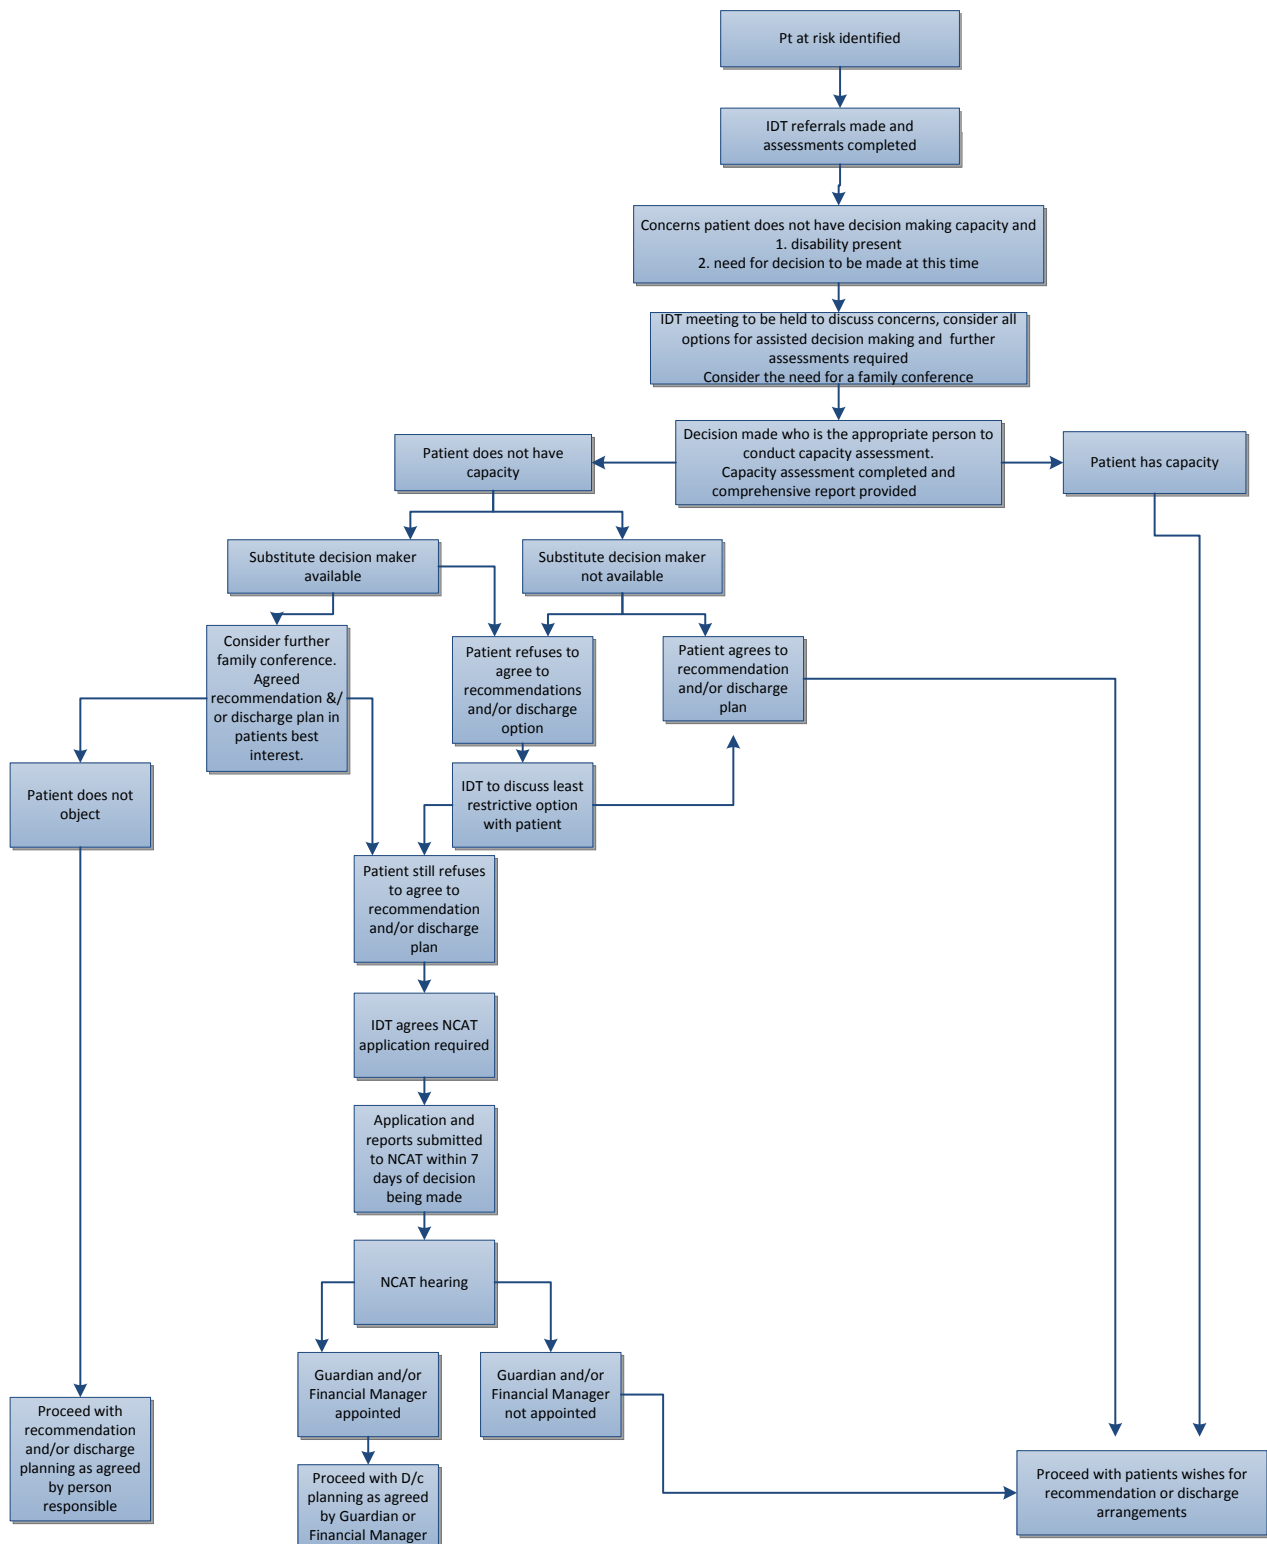 Pt at risk identified
IDT referrals made and
assessments completed
Concerns patient does not have decision making capacity and
1. disability present
2. need for decision to be made at this time
IDT meeting to be held to discuss concerns, consider all
options for assisted decision making and further
assessments required
Consider the need for a family conference
Decision made who is the appropriate person to
conduct capacity assessment.
Capacity assessment completed and
comprehensive report provided
Patient does not have
capacity
Patient has capacity
Substitute decision maker
available
Substitute decision maker
not available
Consider further
family conference.
Agreed
recommendation &/
or discharge plan in
patients best
interest.
Patient refuses to
agree to
recommendations
and/or discharge
option
Patient agrees to
recommendation
and/or discharge
plan
Patient does not
object
IDT to discuss least
restrictive option
with patient
Patient still refuses
to agree to
recommendation
and/or discharge
plan
IDT agrees NCAT
application required
Application and
reports submitted
to NCAT within 7
days of decision
being made
NCAT hearing
Guardian and/or
Financial Manager
appointed
Guardian and/or
Financial Manager
not appointed
Proceed with
recommendation
and/or discharge
planning as agreed
by person
responsible
Proceed with D/c
planning as agreed
by Guardian or
Financial Manager
Proceed with patients wishes for
recommendation or discharge
arrangements